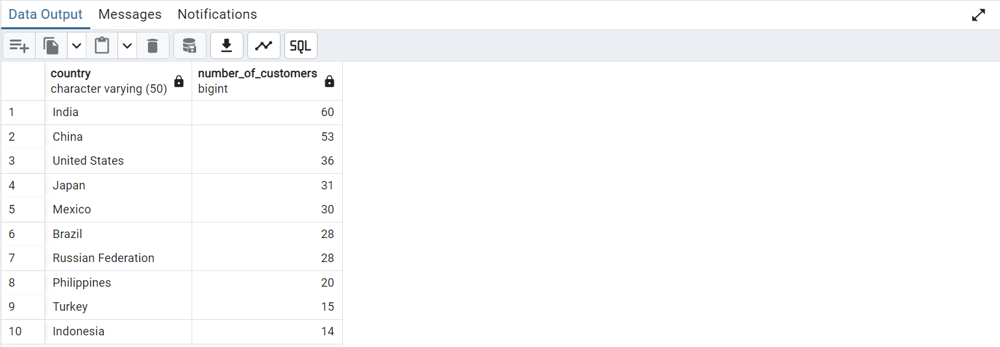 Data Output Messages Notifications
SQL
country number_of_customers
character varying (50) bigint
1 India 60
2 China 53
3 United States 36
4 Japan 31
5 Mexico 30
6 Brazil 28
7 Russian Federation 28
8 Philippines 20
9 Turkey 15
10 Indonesia 14